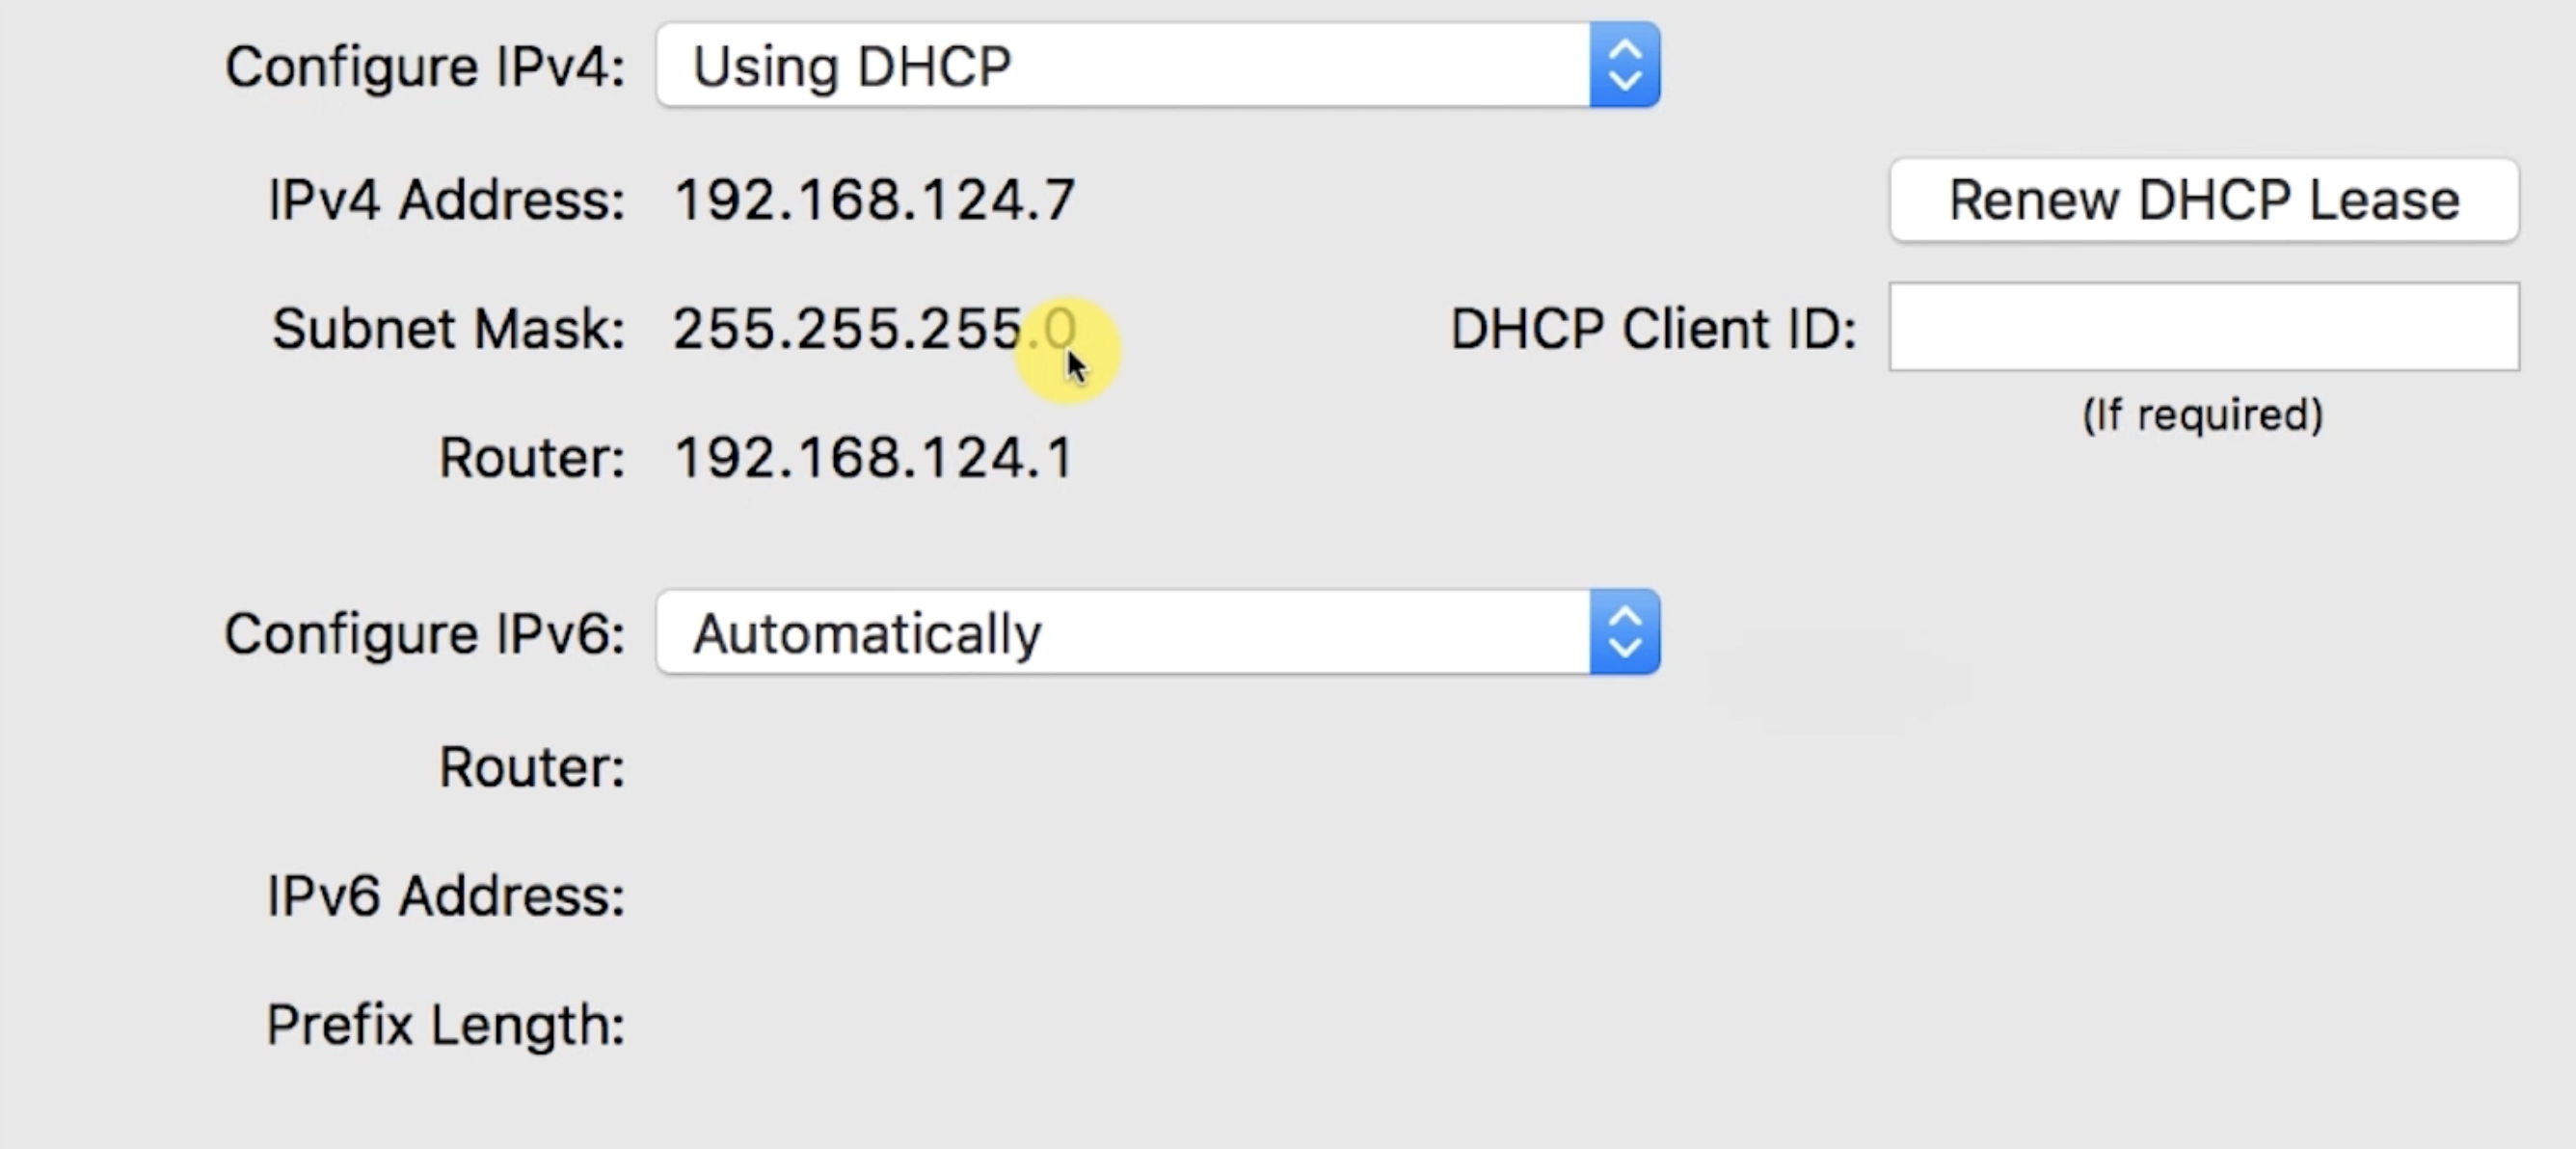 Configure IPv4: Using DHCP
IPv4 Address: 192.168.124.7 Renew DHCP Lease
Subnet Mask: 255.255.255.0 DHCP Client ID:
(If required)
Router: 192.168.124.1
Configure IPv6: Automatically
Router:
IPv6 Address:
Prefix Length: